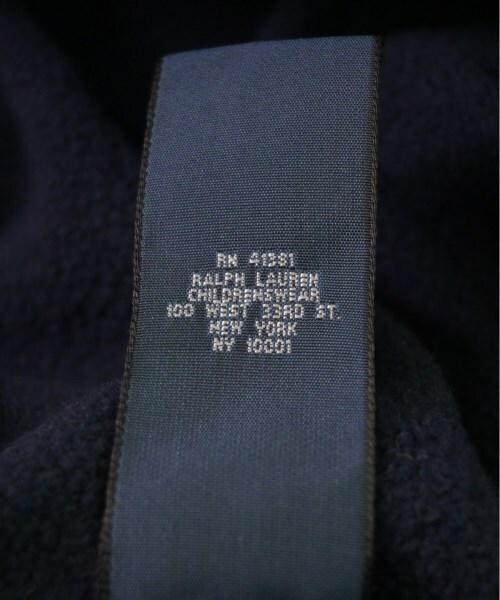 RN 41381
RALPH LAUREN
CHILDRENSWEAR
100 WEST 33RD ST.
NEW YORK
NY 10001